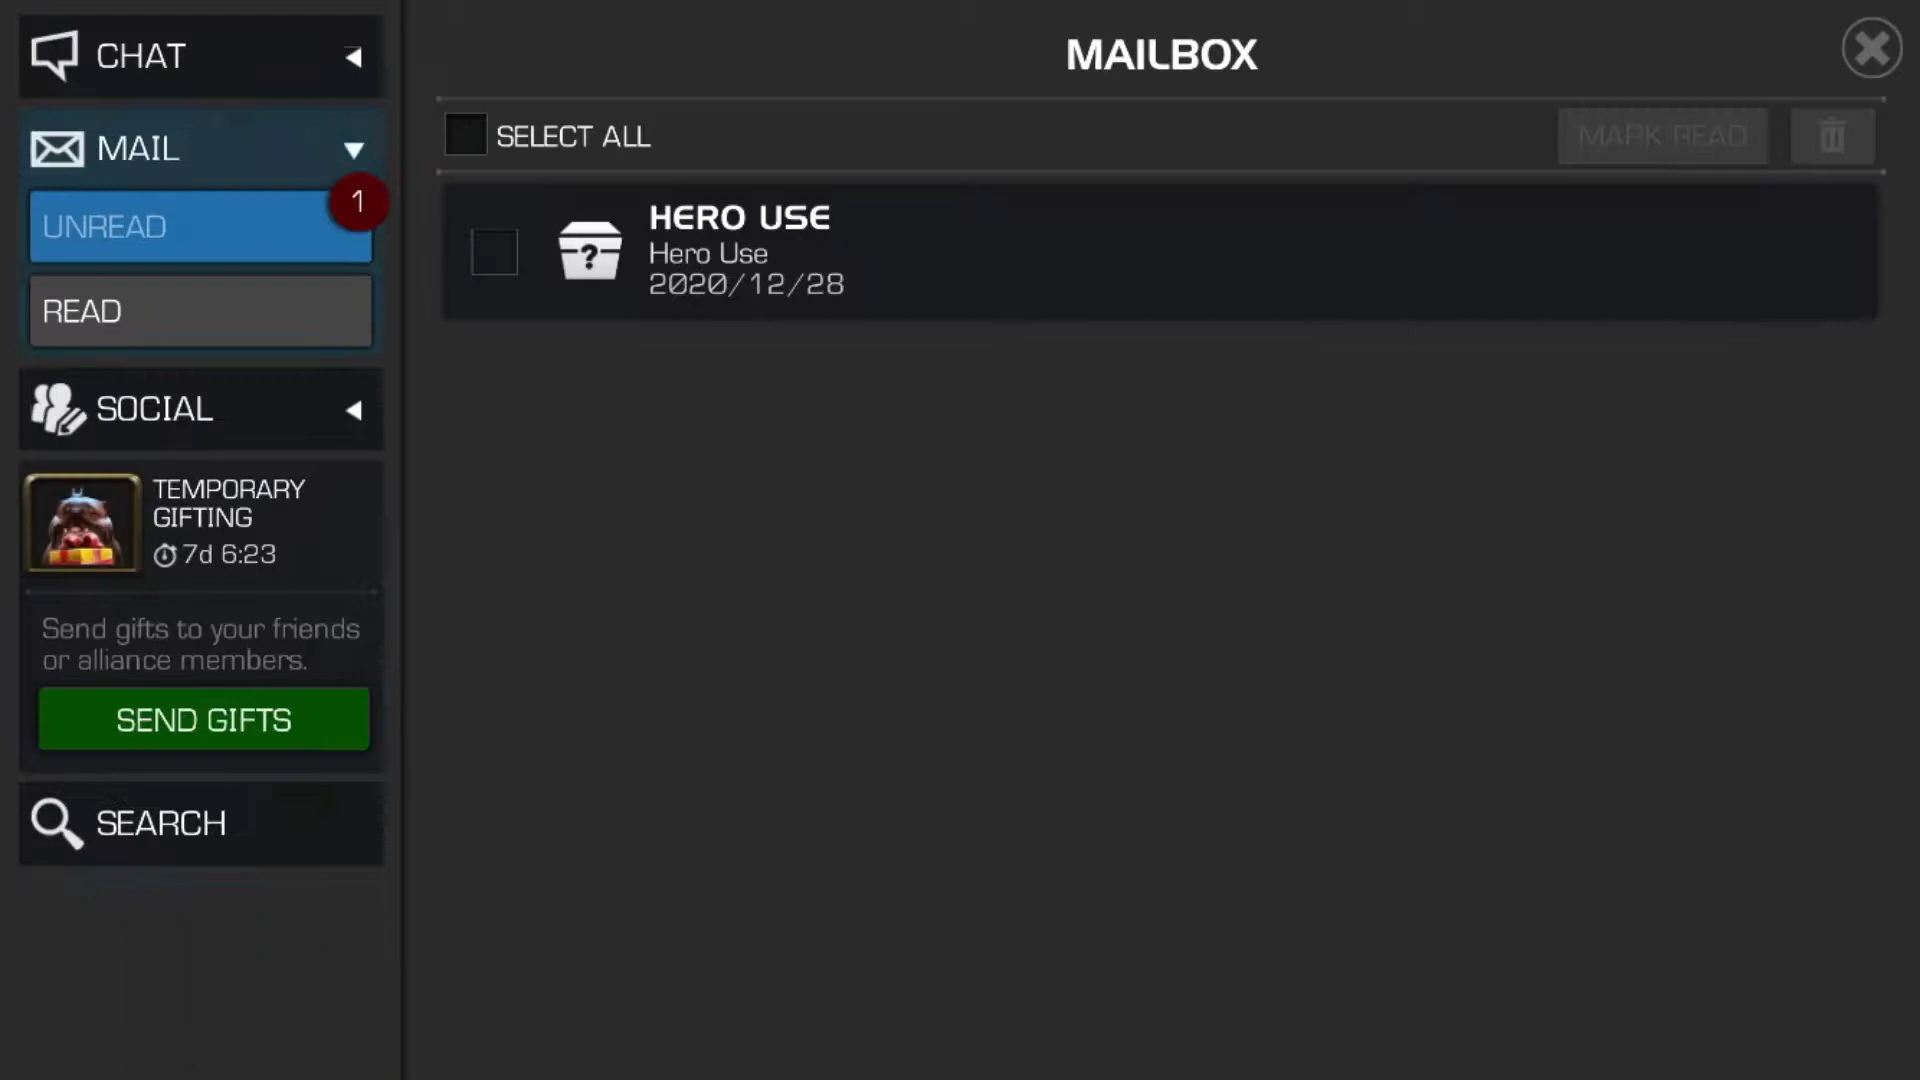 CHAT
MAIL
1
UNREAD
READ
SOCIAL
TEMPORARY
GIFTING
7d 6:23
Send gifts to your friends
or alliance members.
SEND GIFTS
SEARCH
MAILBOX
SELECT ALL
MARK READ
?
HERO USE
Hero Use
2020/12/28